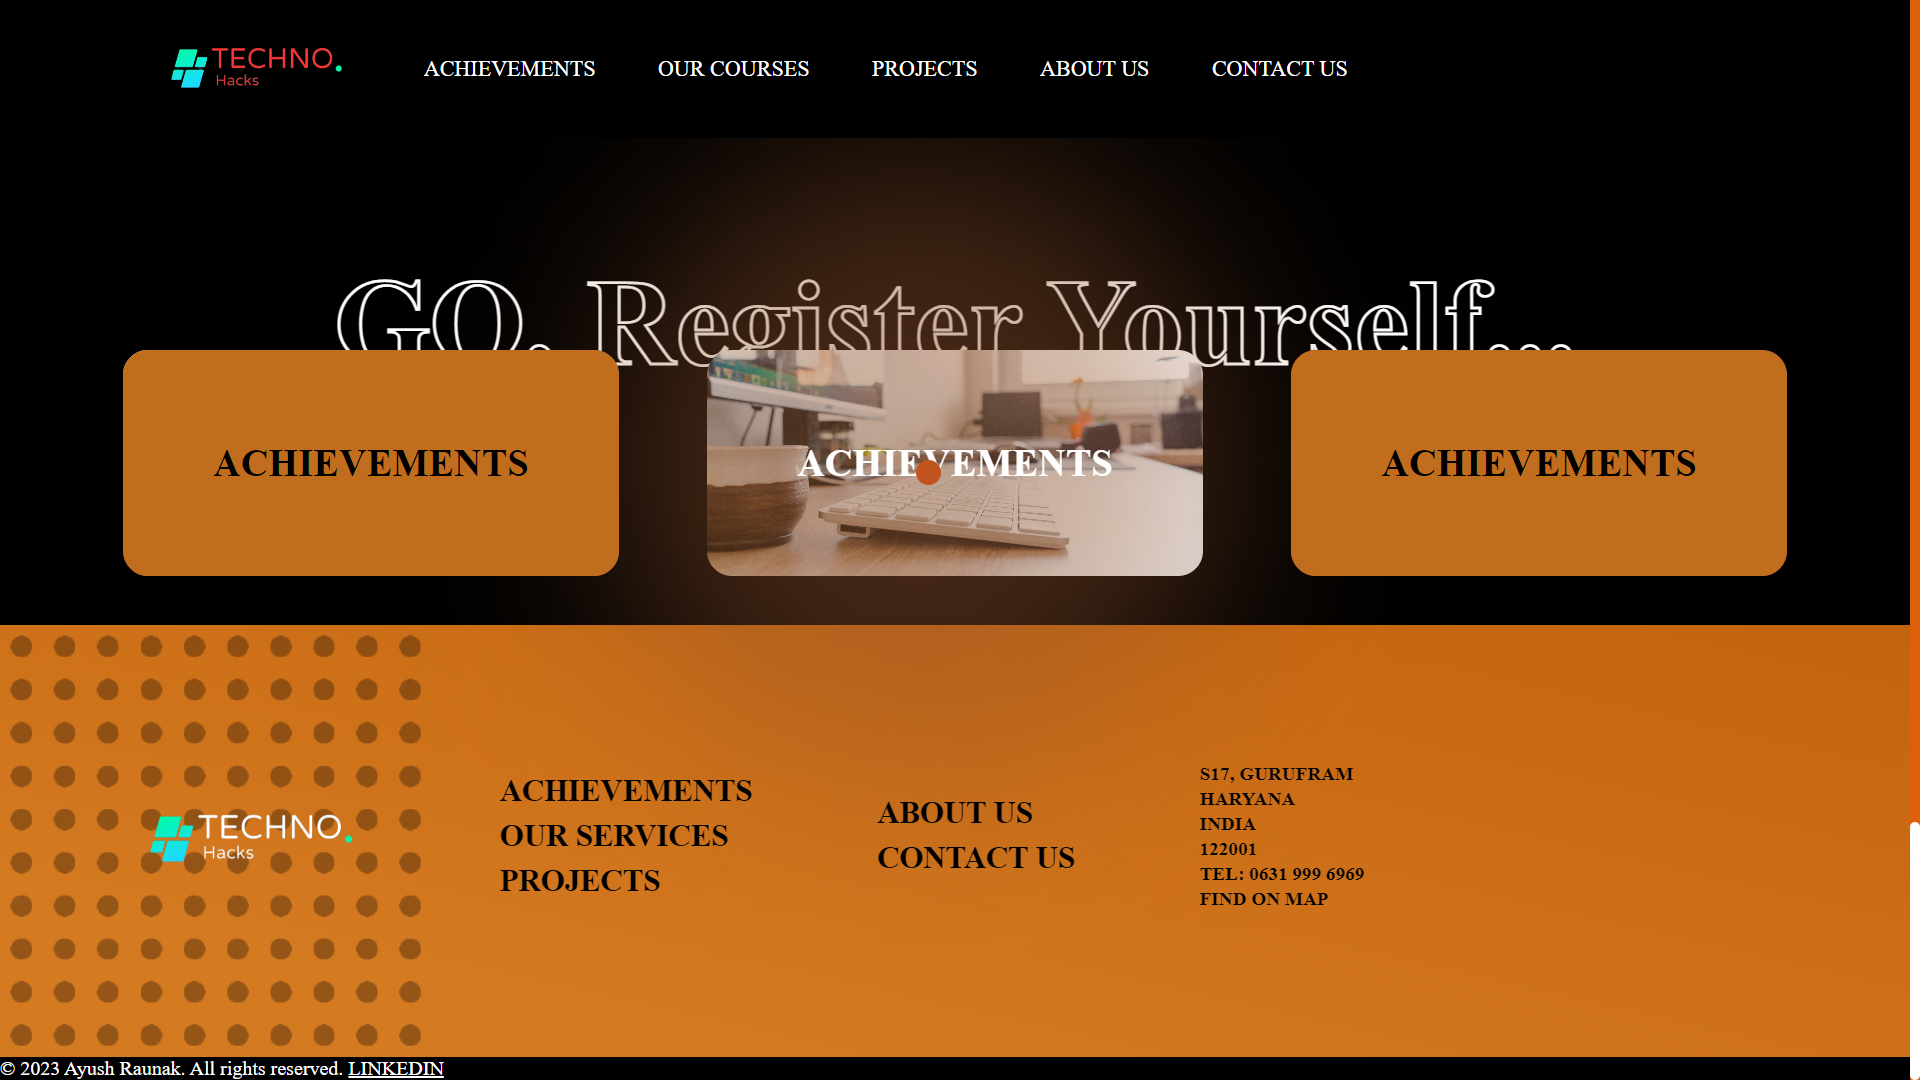 TECHNO.
Hacks
ACHIEVEMENTS
OUR COURSES
PROJECTS
ABOUT US
CONTACT US
GO. Register Yourself...
ACHIEVEMENTS
ACHIEVEMENTS
ACHIEVEMENTS
TECHNO.
Hacks
ACHIEVEMENTS
OUR SERVICES
PROJECTS
ABOUT US
CONTACT US
S17, GURUFRAM
HARYANA
INDIA
122001
TEL: 0631 999 6969
FIND ON MAP
© 2023 Ayush Raunak. All rights reserved. LINKEDIN